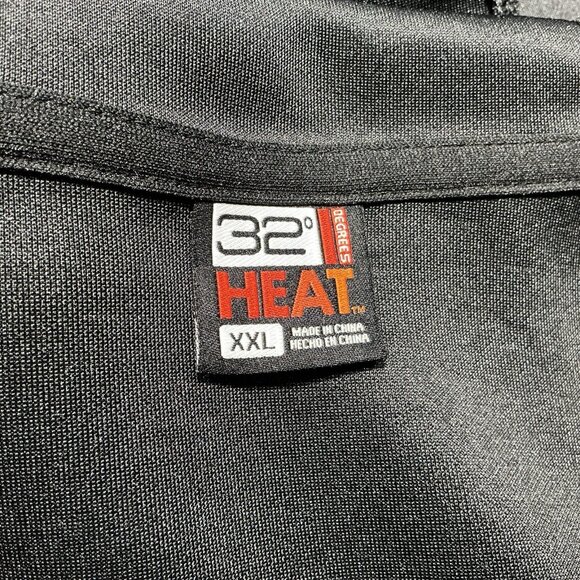 32° DEGREES
HEAT™
XXL
MADE IN CHINA
HECHO EN CHINA